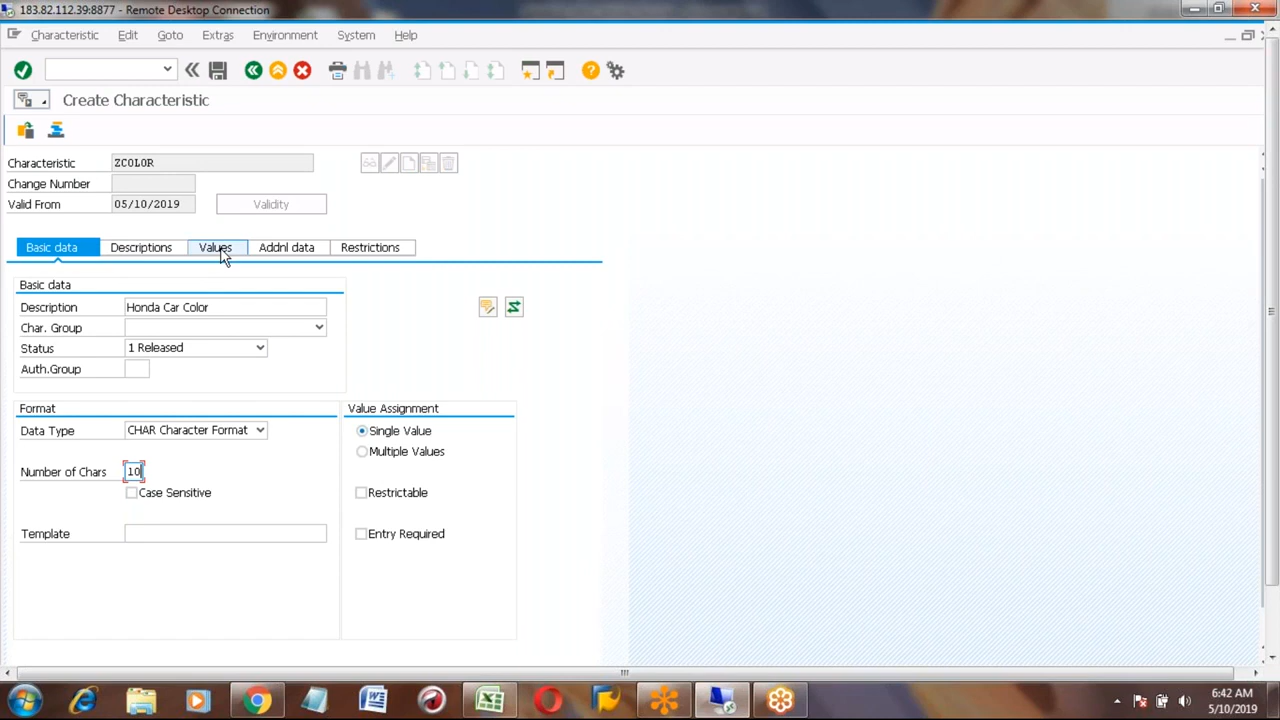 183.82.112.39:8877 - Remote Desktop Connection
Characteristic Edit Goto Extras Environment System Help
Create Characteristic
Characteristic ZCOLOR
Change Number
Valid From 05/10/2019 Validity
Basic data Descriptions Values Addnl data Restrictions
Basic data
Description Honda Car Color
Char. Group
Status 1 Released
Auth.Group
Format Value Assignment
Data Type CHAR Character Format Single Value
Multiple Values
Number of Chars 10
Case Sensitive Restrictable
Template Entry Required
6:42 AM
5/10/2019